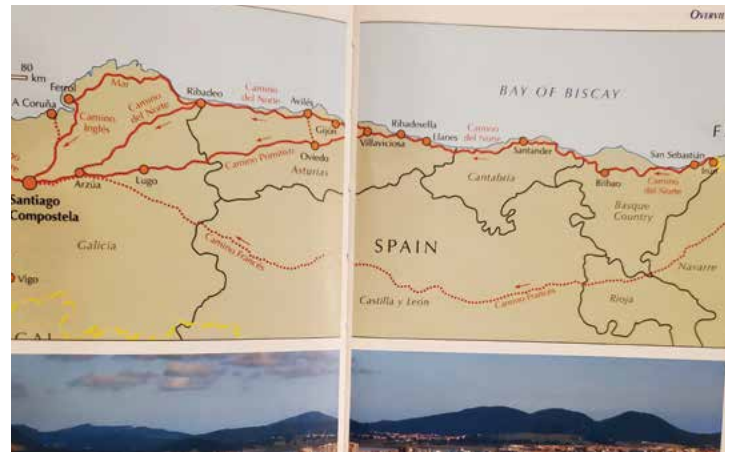 OVERVI
80
km
Ferrol
Mar
A Coruña
Camino
Inglés
Camino
del Norte
Ribadeo
Camino
del Norte
Avilés
Gijón
Oviedo
Camino Primitivo
Asturias
Arzúa
Lugo
Santiago
Compostela
Galicia
Vigo
Camino Francés
BAY OF BISCAY
Ribadesella
Villaviciosa
Llanes
Camino
del Norte
Santander
Cantabria
San Sebastián
Irún
Bilbao
Camino
del Norte
Basque
Country
F
SPAIN
Navarre
Castilla y León
Camino Francés
Rioja